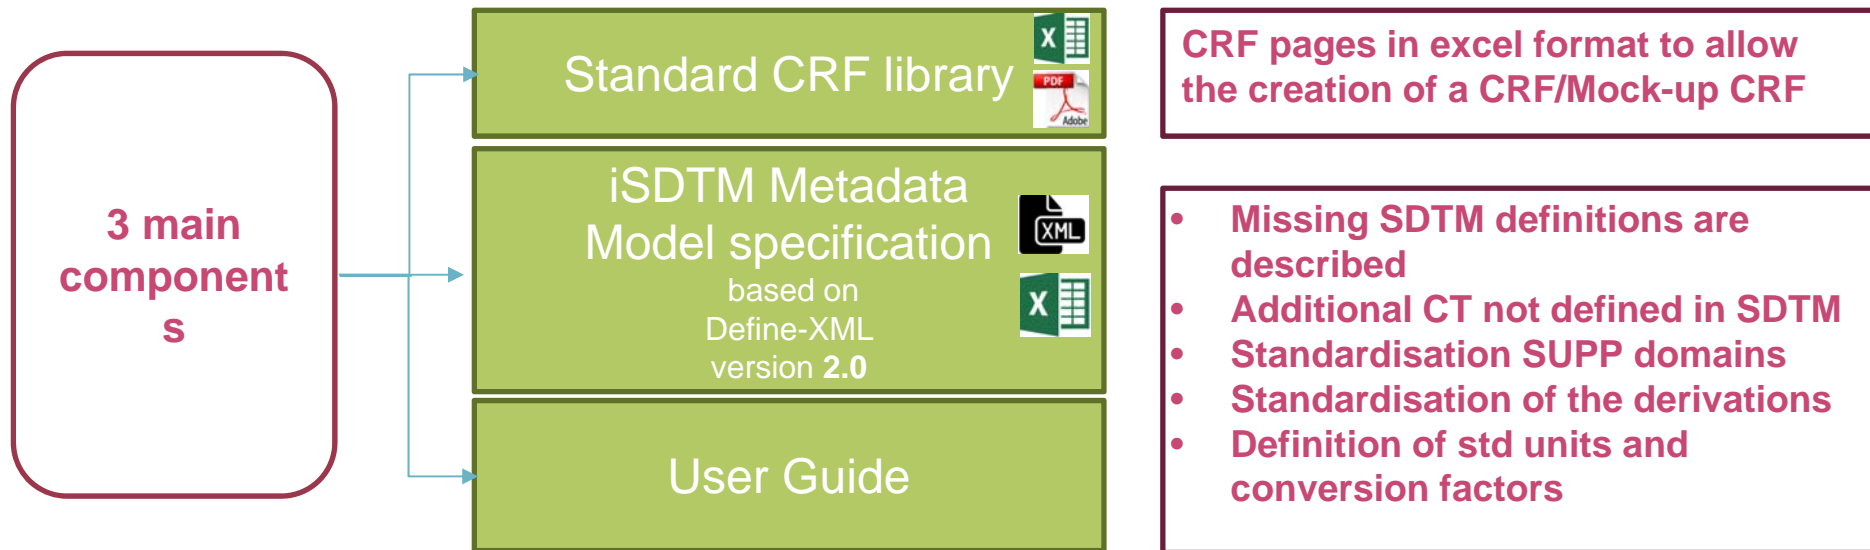 3 main
component
s
Standard CRF library
X
PDF
Adobe
iSDTM Metadata
Model specification
based on
Define-XML
version 2.0
XML
X
User Guide
CRF pages in excel format to allow
the creation of a CRF/Mock-up CRF
• Missing SDTM definitions are
described
• Additional CT not defined in SDTM
• Standardisation SUPP domains
• Standardisation of the derivations
• Definition of std units and
conversion factors